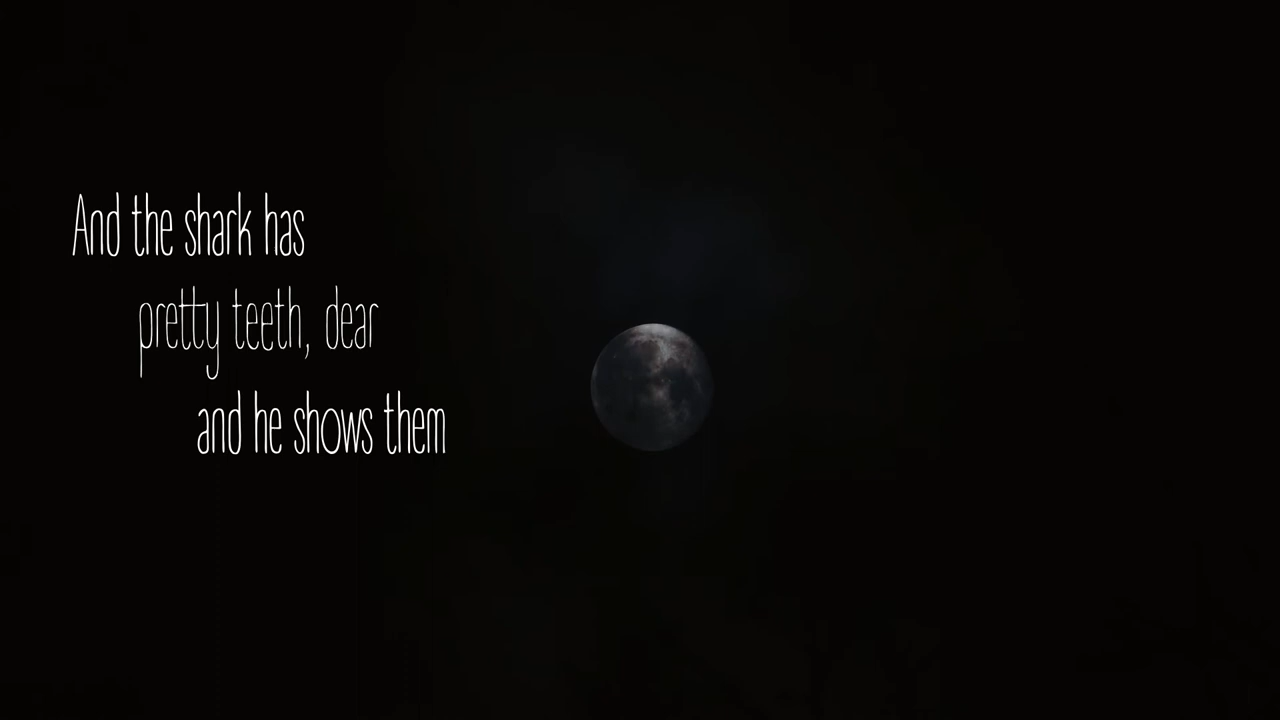 And the shark has
pretty teeth, dear
and he shows them